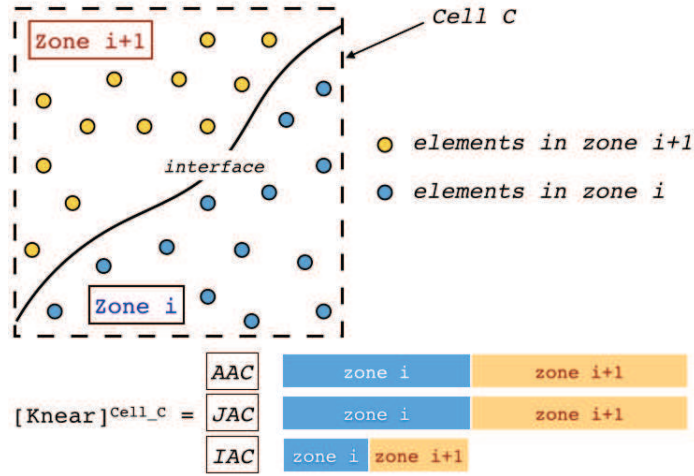 Cell C
Zone i+1
elements in zone i+1
interface
elements in zone i
Zone i
AAC zone i zone i+1
[Knear]Cell_C = JAC zone i zone i+1
IAC zone i zone i+1